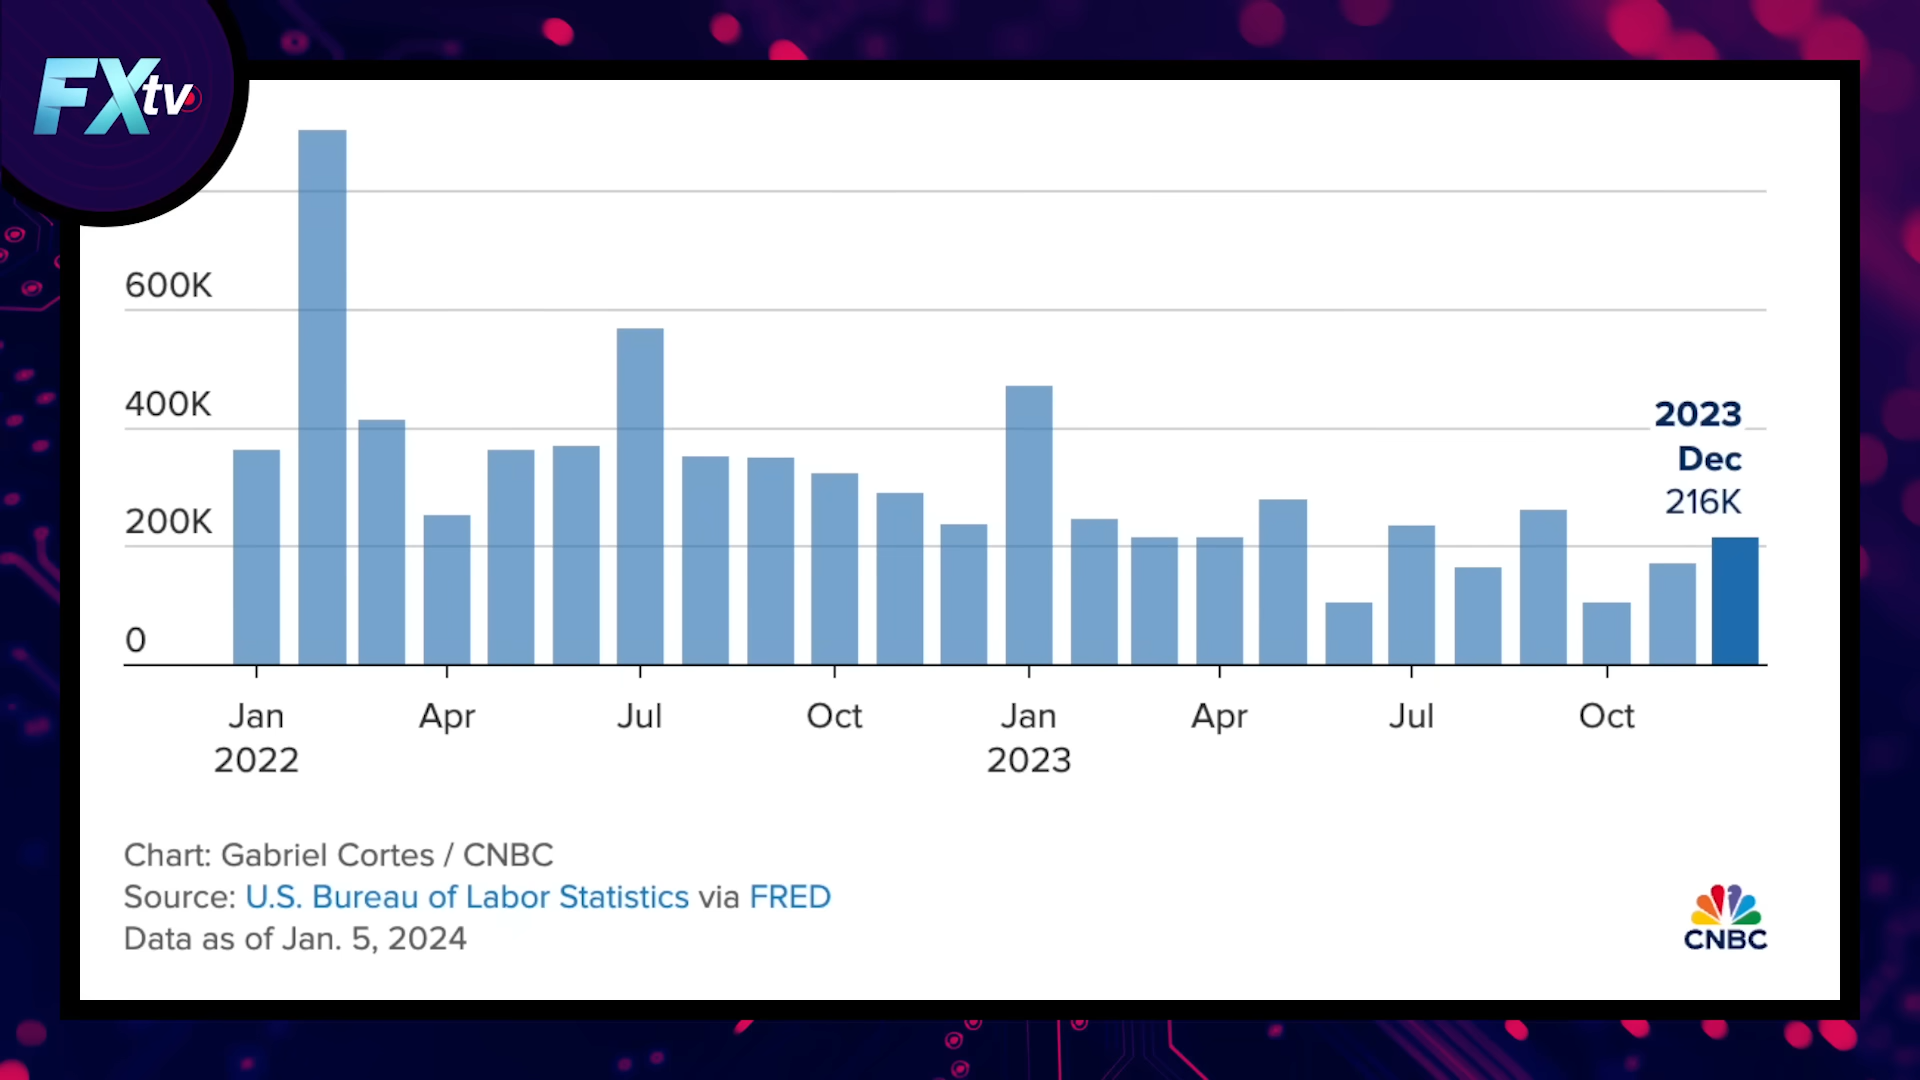 FXtv
600K
400K
200K
0
2023
Dec
216K
Jan
2022
Apr
Jul
Oct
Jan
2023
Apr
Jul
Oct
Chart: Gabriel Cortes / CNBC
Source: U.S. Bureau of Labor Statistics via FRED
Data as of Jan. 5, 2024
CNBC